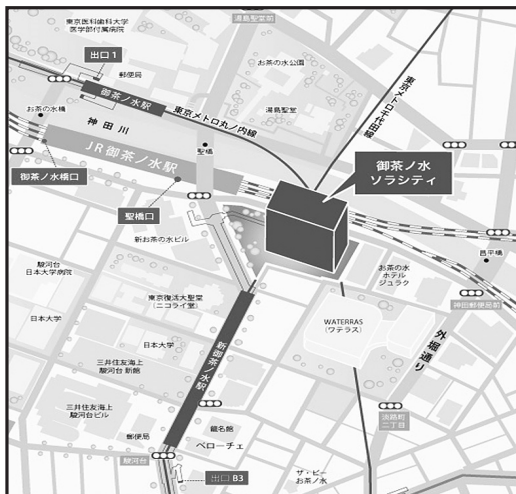 東京医科歯科大学
医学部付属病院
湯島聖堂前
出口1
郵便局
お茶の水公園
御茶ノ水駅
東京メトロ丸ノ内線
東京メトロ千代田線
湯島聖堂
お茶の水橋
神田川
JR御茶ノ水駅
聖橋
御茶ノ水
ソラシティ
御茶ノ水橋口
聖橋口
新お茶の水ビル
昌平橋
駿河台
日本大学病院
お茶の水
ホテル
ジュラク
東京復活大聖堂
(ニコライ堂)
神田郵便局前
日本大学
WATERRAS
(ワテラス)
外堀通り
日本大学
新御茶ノ水駅
三井住友海上
駿河台 新館
三井住友海上
駿河台ビル
淡路町
二丁目
郵便局
龍名館
ベローチェ
駿河台
出口 B3
ザ・ビー
お茶の水